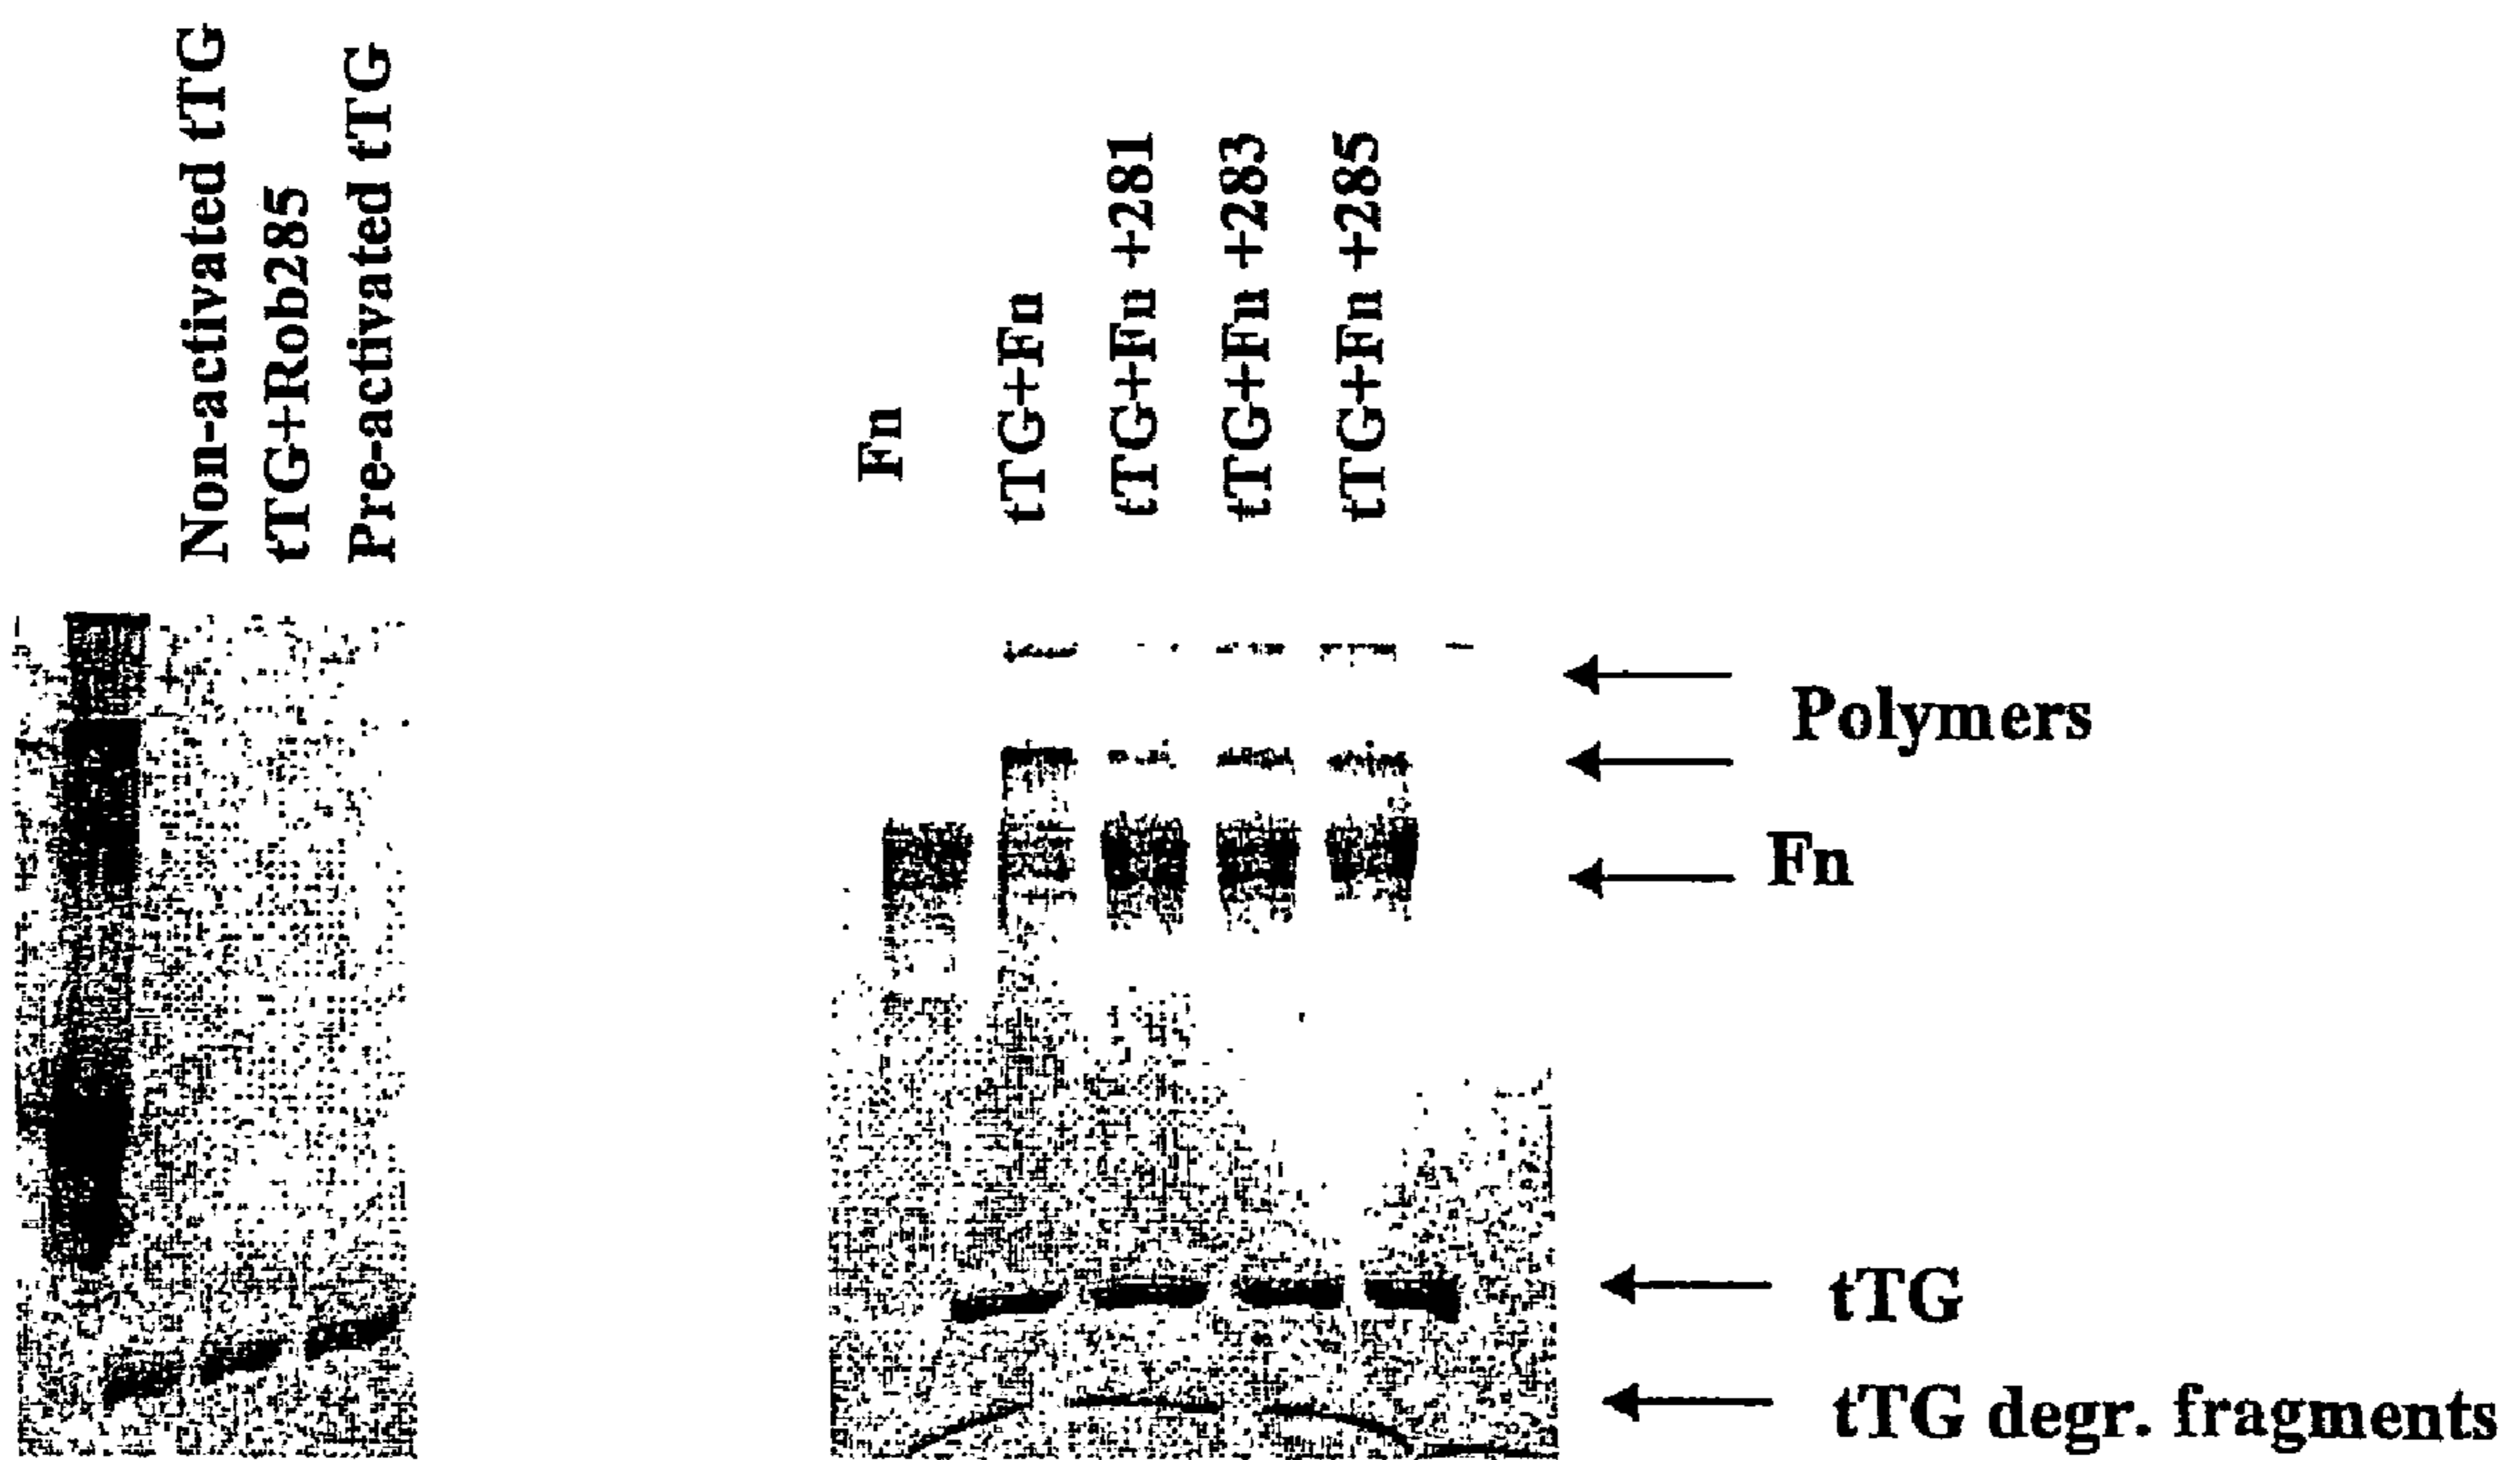 Non-activated tTG
tTG+Rob285
Pre-activated tTG
Fn
tTG+Fn
tTG+Fn +281
tTG+Fn +283
tTG+Fn +285
Polymers
Fn
tTG
tTG degr. fragments